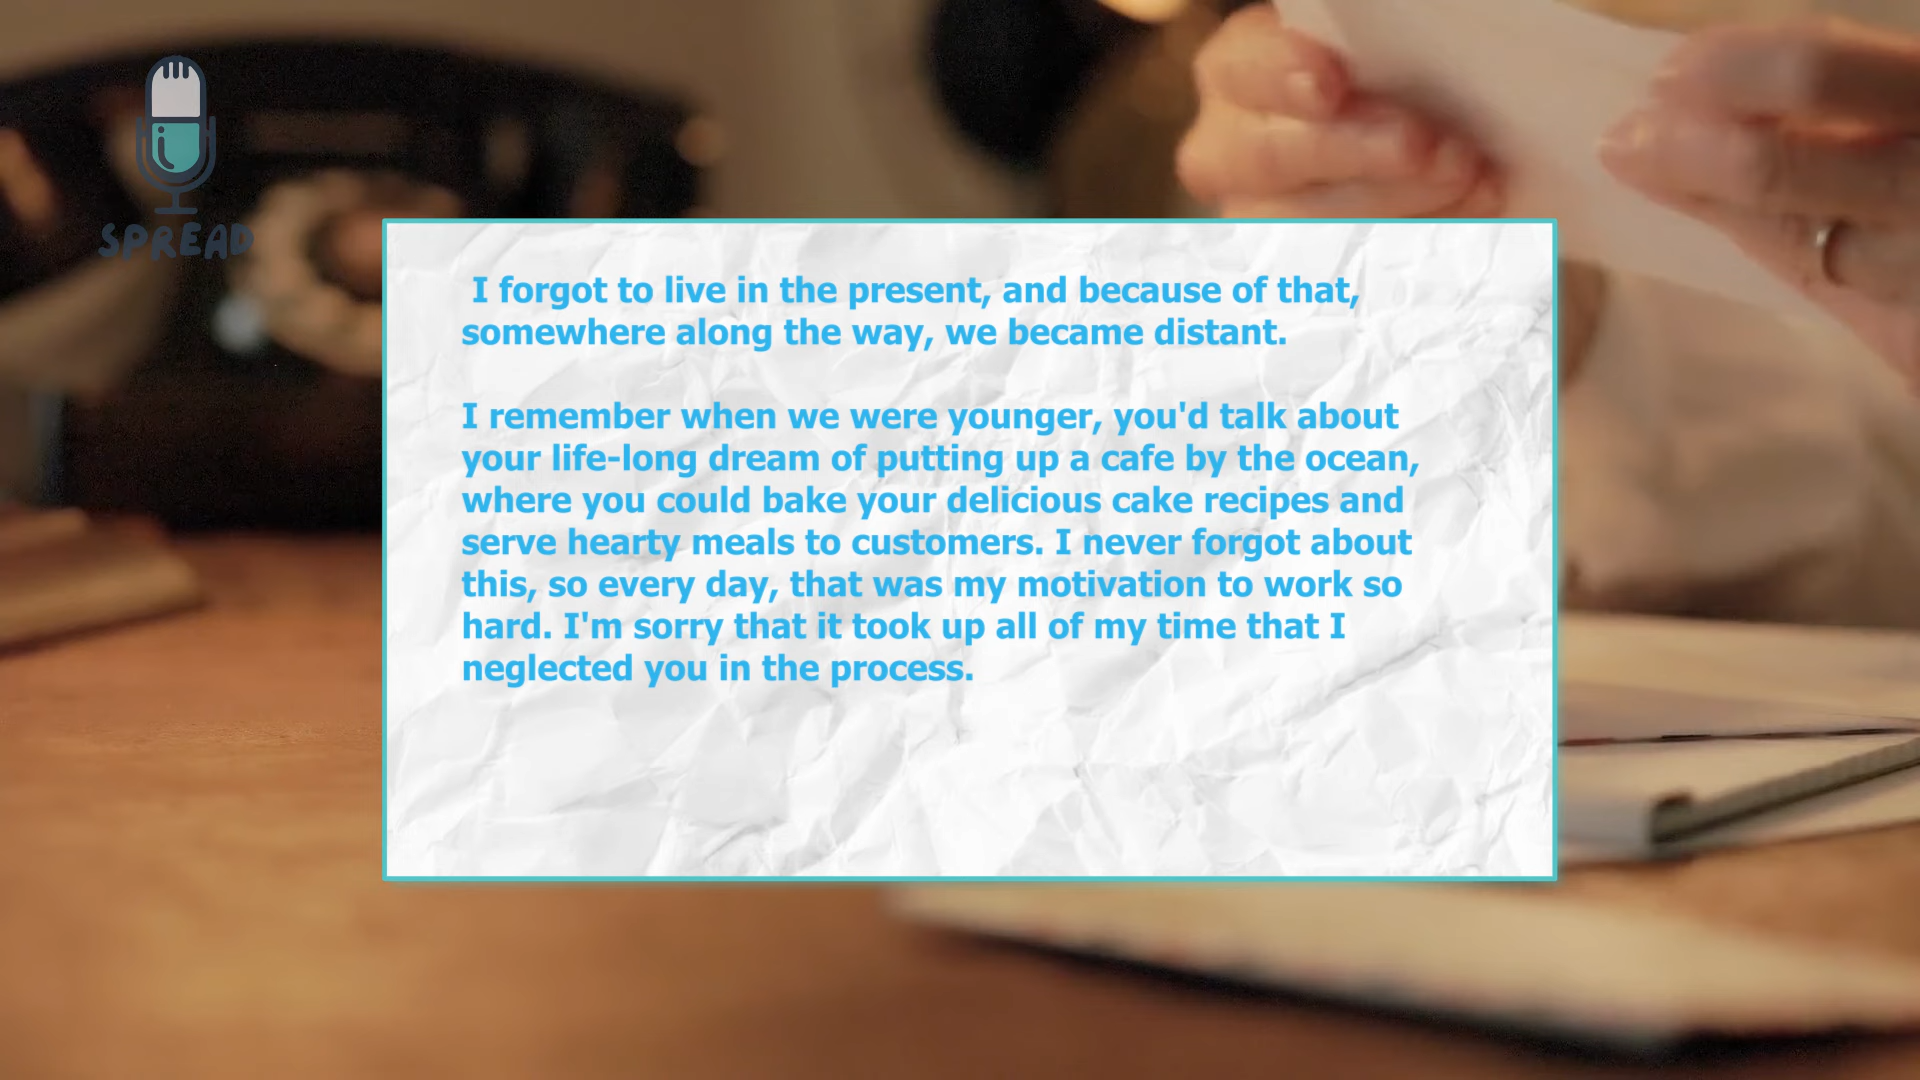 SPREAD
I forgot to live in the present, and because of that,
somewhere along the way, we became distant.
I remember when we were younger, you'd talk about
your life-long dream of putting up a cafe by the ocean,
where you could bake your delicious cake recipes and
serve hearty meals to customers. I never forgot about
this, so every day, that was my motivation to work so
hard. I'm sorry that it took up all of my time that I
neglected you in the process.